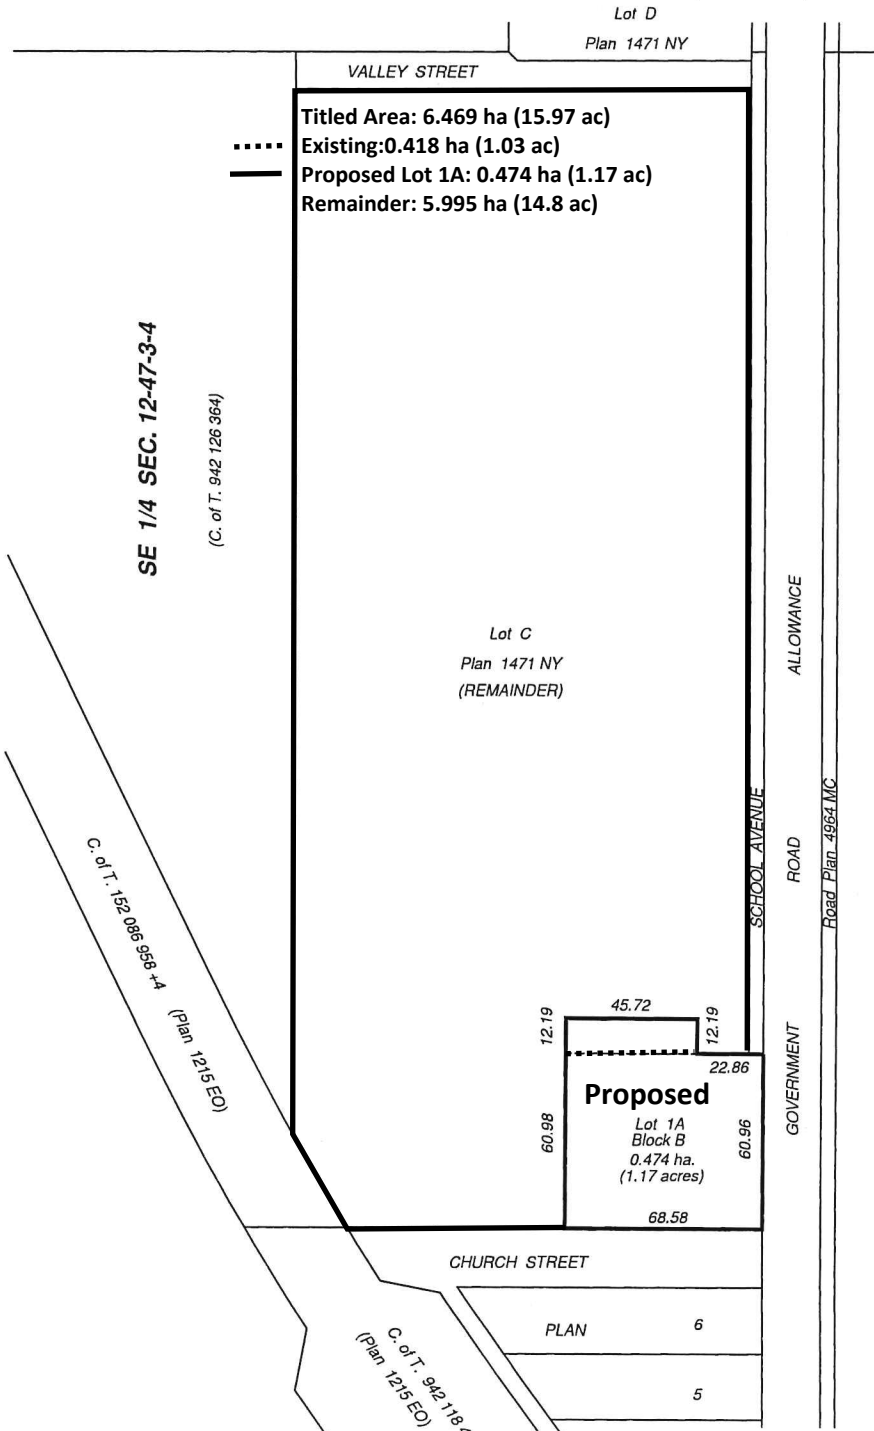 Lot D
Plan 1471 NY
VALLEY STREET
Titled Area: 6.469 ha (15.97 ac)
Existing:0.418 ha (1.03 ac)
Proposed Lot 1A: 0.474 ha (1.17 ac)
Remainder: 5.995 ha (14.8 ac)
SE 1/4 SEC. 12-47-3-4
(C. of T. 942 126 364)
Lot C
Plan 1471 NY
(REMAINDER)
SCHOOL AVENUE
GOVERNMENT ROAD ALLOWANCE
Road Plan 4964 MC
C. of T. 152 086 958 +4 (Plan 1215 EO)
45.72
12.19
12.19
22.86
Proposed
60.98
Lot 1A
Block B
0.474 ha.
(1.17 acres)
60.96
68.58
CHURCH STREET
PLAN
6
5
C. of T. 942 118
(Plan 1215 EO)